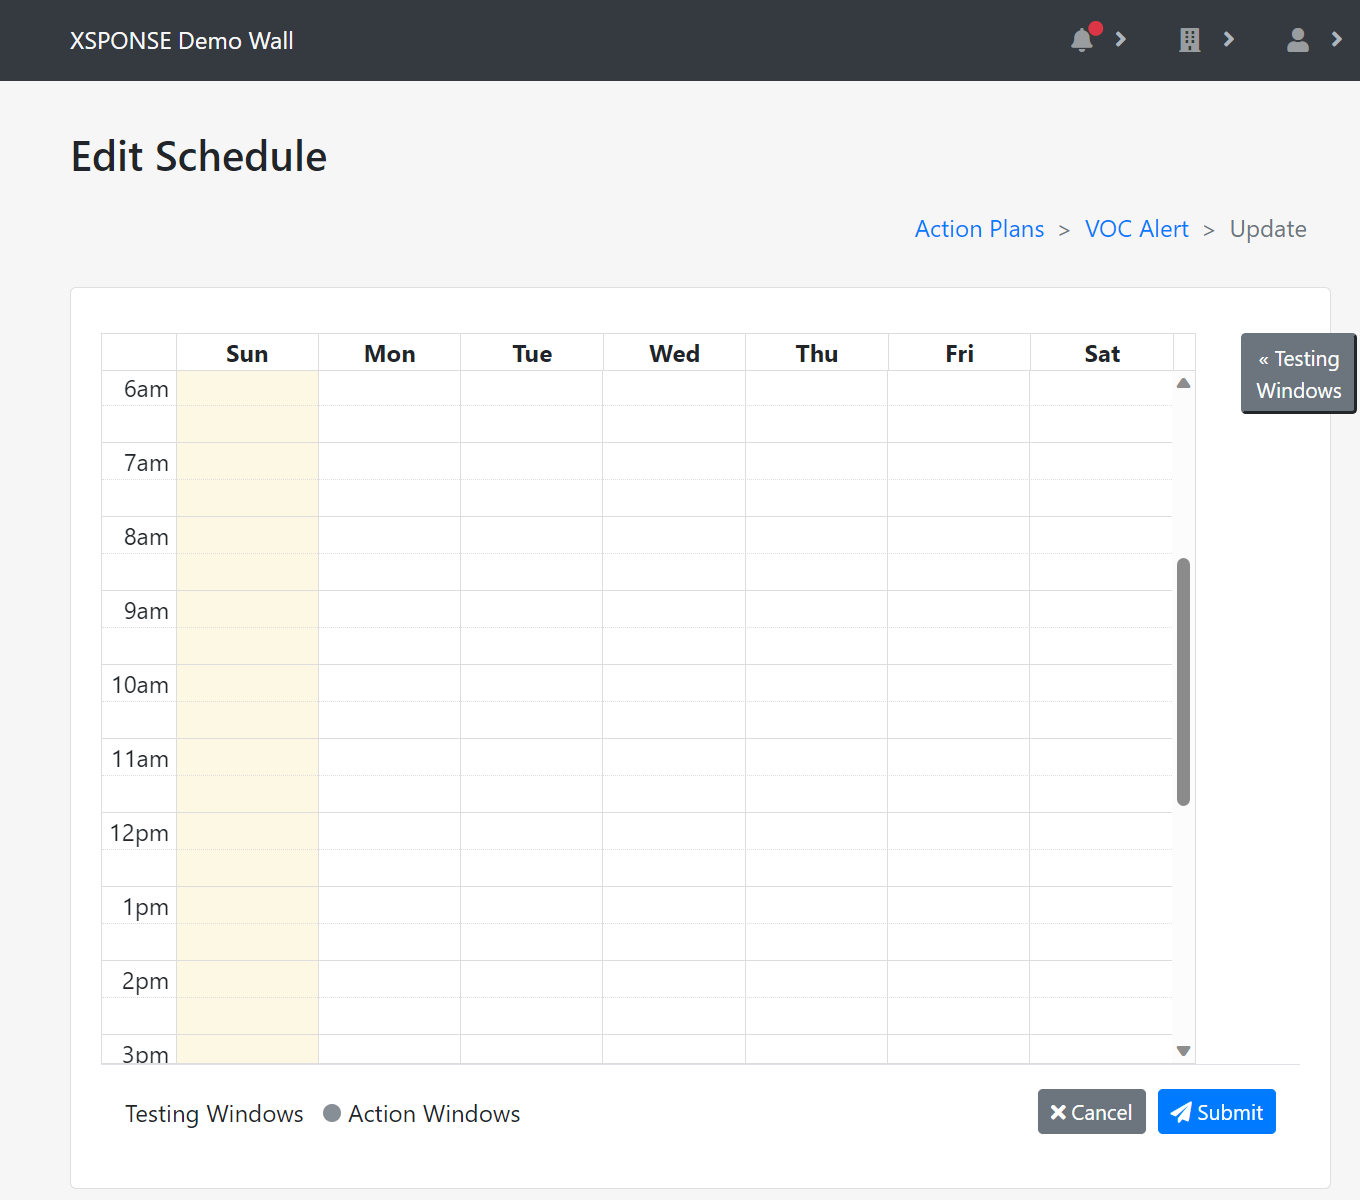 XSPONSE Demo Wall
Edit Schedule
Action Plans > VOC Alert > Update
Sun Mon Tue Wed Thu Fri Sat
« Testing
Windows
6am
7am
8am
9am
10am
11am
12pm
1pm
2pm
3pm
Testing Windows Action Windows
Cancel Submit